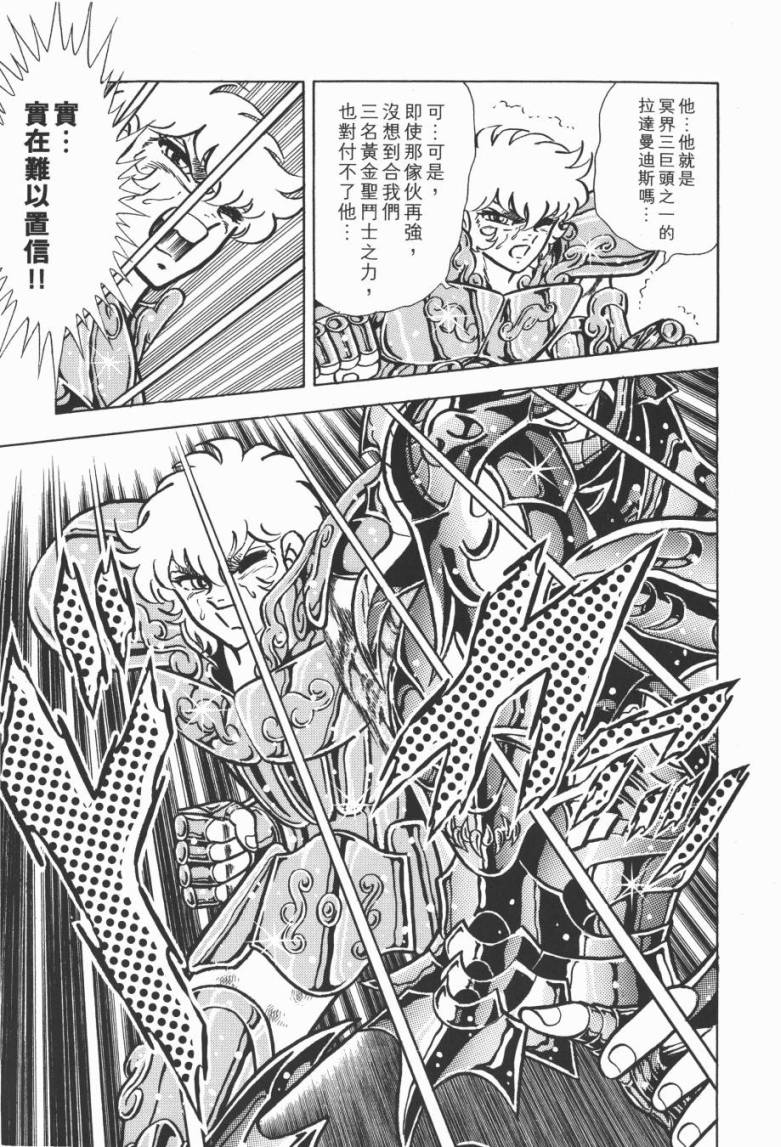 他…他就是
冥界三巨頭之一的
拉達曼迪斯嗎…
可…可是，
即使那傢伙再強，
沒想到合我們
三名黃金聖鬥士之力，
也對付不了他…
實…
實在難以置信!!